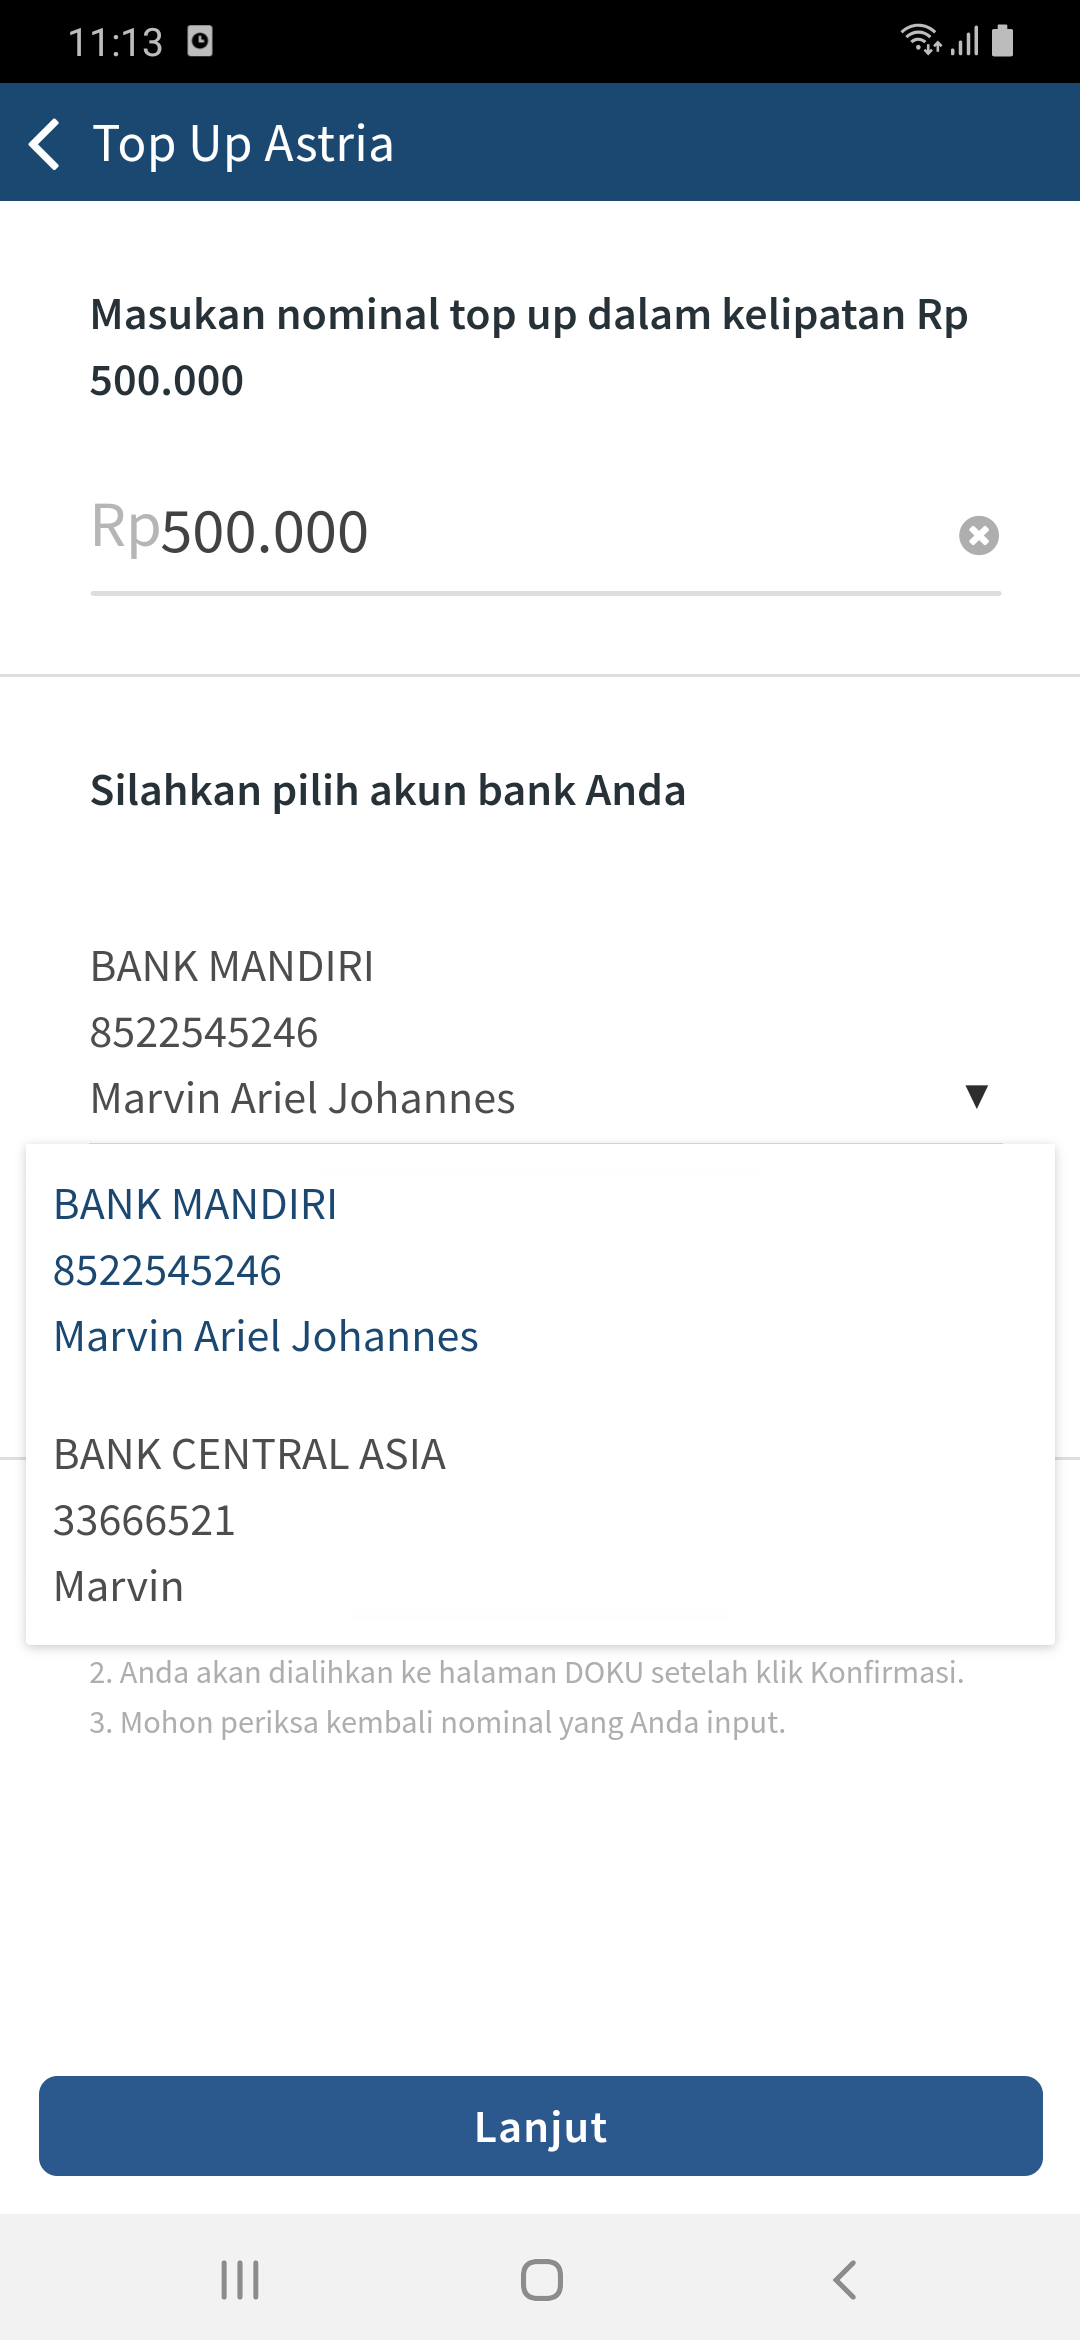 11:13
Top Up Astria
Masukan nominal top up dalam kelipatan Rp
500.000
Rp500.000
Silahkan pilih akun bank Anda
BANK MANDIRI
8522545246
Marvin Ariel Johannes
BANK MANDIRI
8522545246
Marvin Ariel Johannes
BANK CENTRAL ASIA
33666521
Marvin
2. Anda akan dialihkan ke halaman DOKU setelah klik Konfirmasi.
3. Mohon periksa kembali nominal yang Anda input.
Lanjut